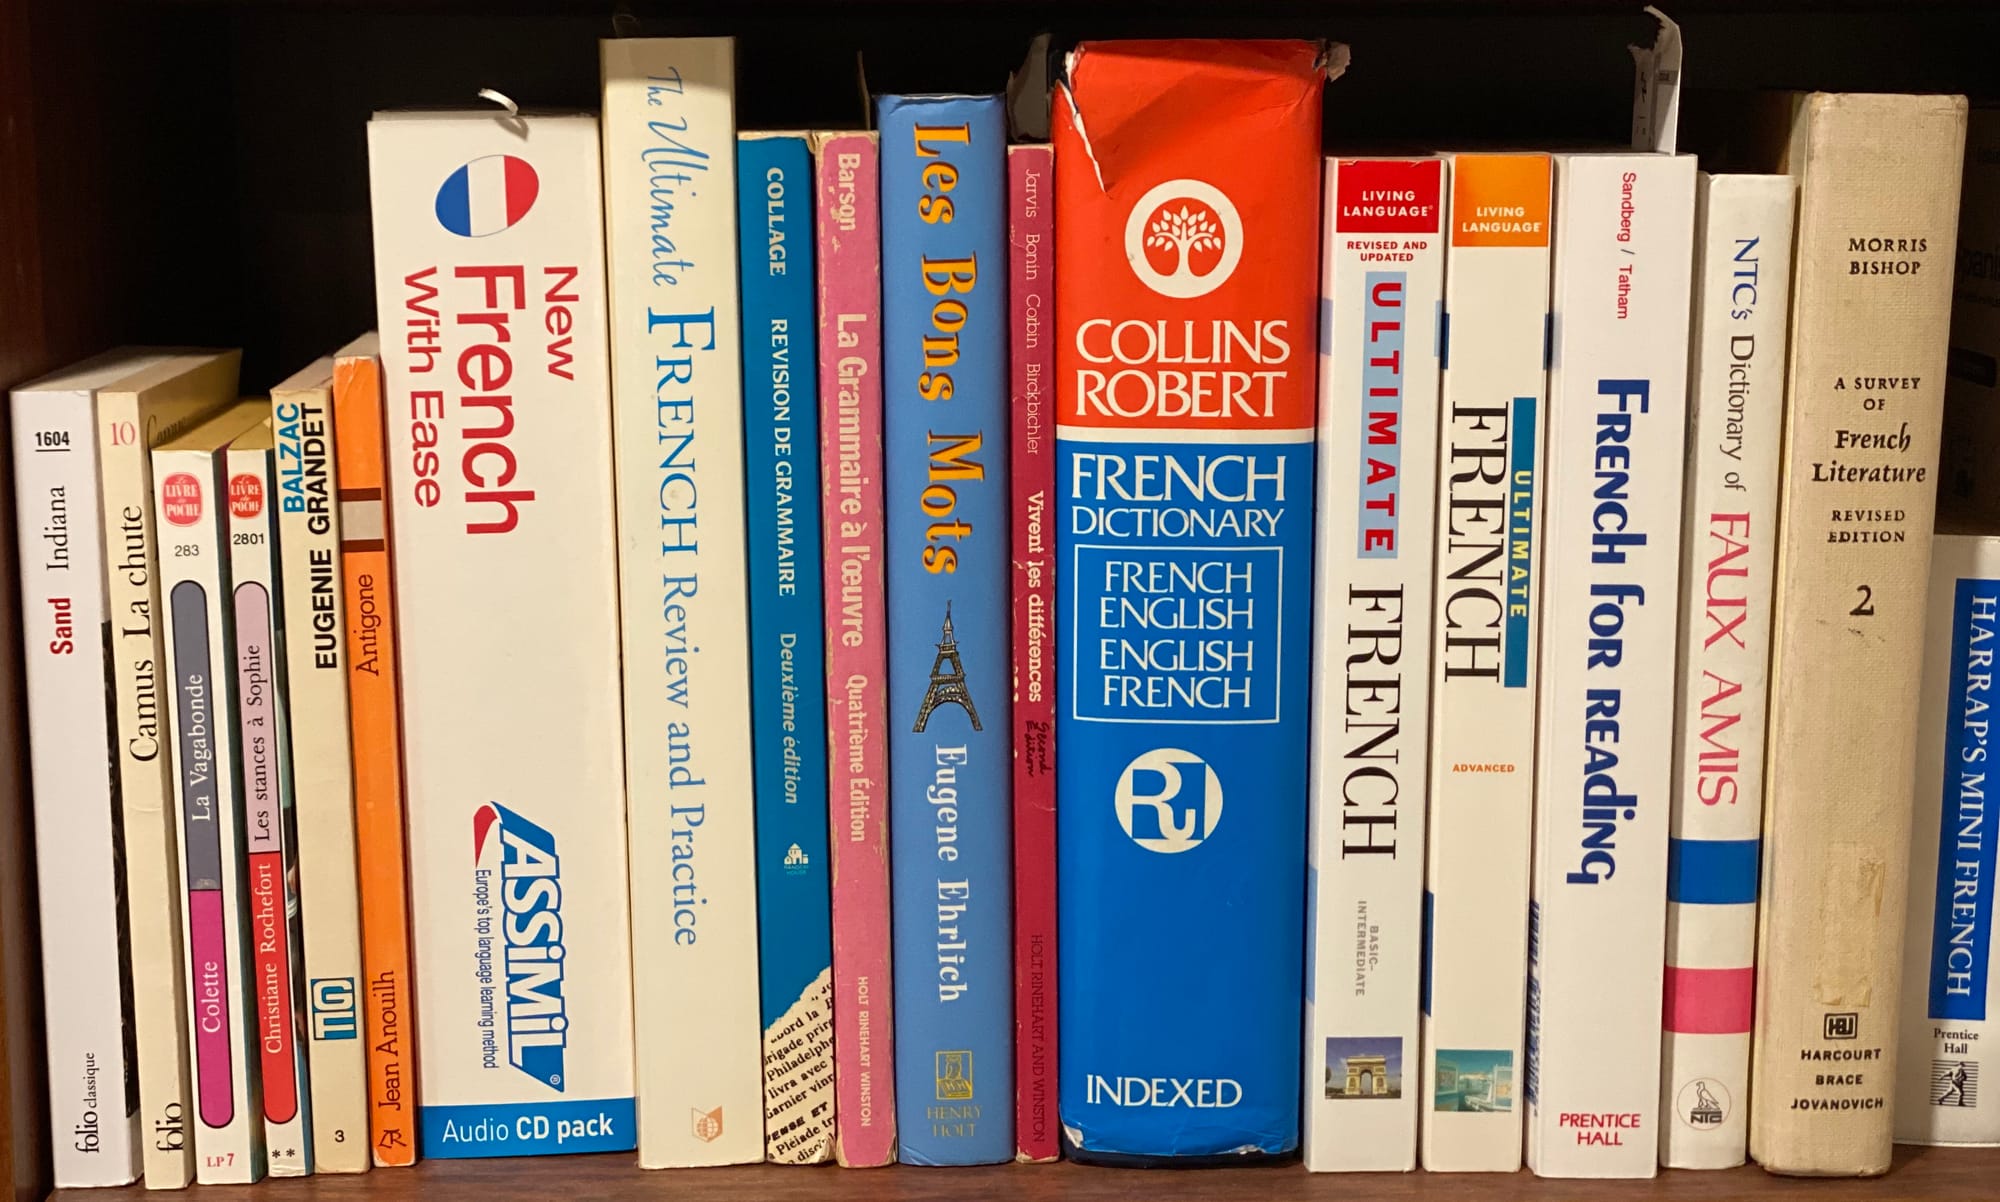 1604
Sand Indiana
folio classique
10
Camus La chute
folio
LE LIVRE de POCHE
283
La Vagabonde
Colette
LP 7
LE LIVRE de POCHE
2801
Les stances à Sophie
Christiane Rochefort
**
BALZAC
EUGENIE GRANDET
3
Antigone
Jean Anouilh
New
French
With Ease
ASSiMiL®
Europe's top language learning method
Audio CD pack
The Ultimate FRENCH Review and Practice
COLLAGE REVISION DE GRAMMAIRE Deuxième édition
RANDOM HOUSE
Barson La Grammaire à l'œuvre Quatrième Édition
HOLT RINEHART WINSTON
Les Bons Mots
Eugene Ehrlich
HENRY
HOLT
Jarvis Bonin Corbin Birckbichler Vivent les différences
Second
Edition
HOLT RINEHART AND WINSTON
COLLINS
ROBERT
FRENCH
DICTIONARY
FRENCH
ENGLISH
ENGLISH
FRENCH
INDEXED
LIVING
LANGUAGE®
REVISED AND
UPDATED
ULTIMATE
FRENCH
BASIC-
INTERMEDIATE
LIVING
LANGUAGE®
ULTIMATE
FRENCH
ADVANCED
Sandberg / Tatham
FRENCH FOR READING
PRENTICE
HALL
NTC's Dictionary of FAUX AMIS
NTC
MORRIS
BISHOP
A SURVEY
OF
French
Literature
REVISED
EDITION
2
HBJ
HARCOURT
BRACE
JOVANOVICH
HARRAP'S MINI FRENCH
Prentice
Hall